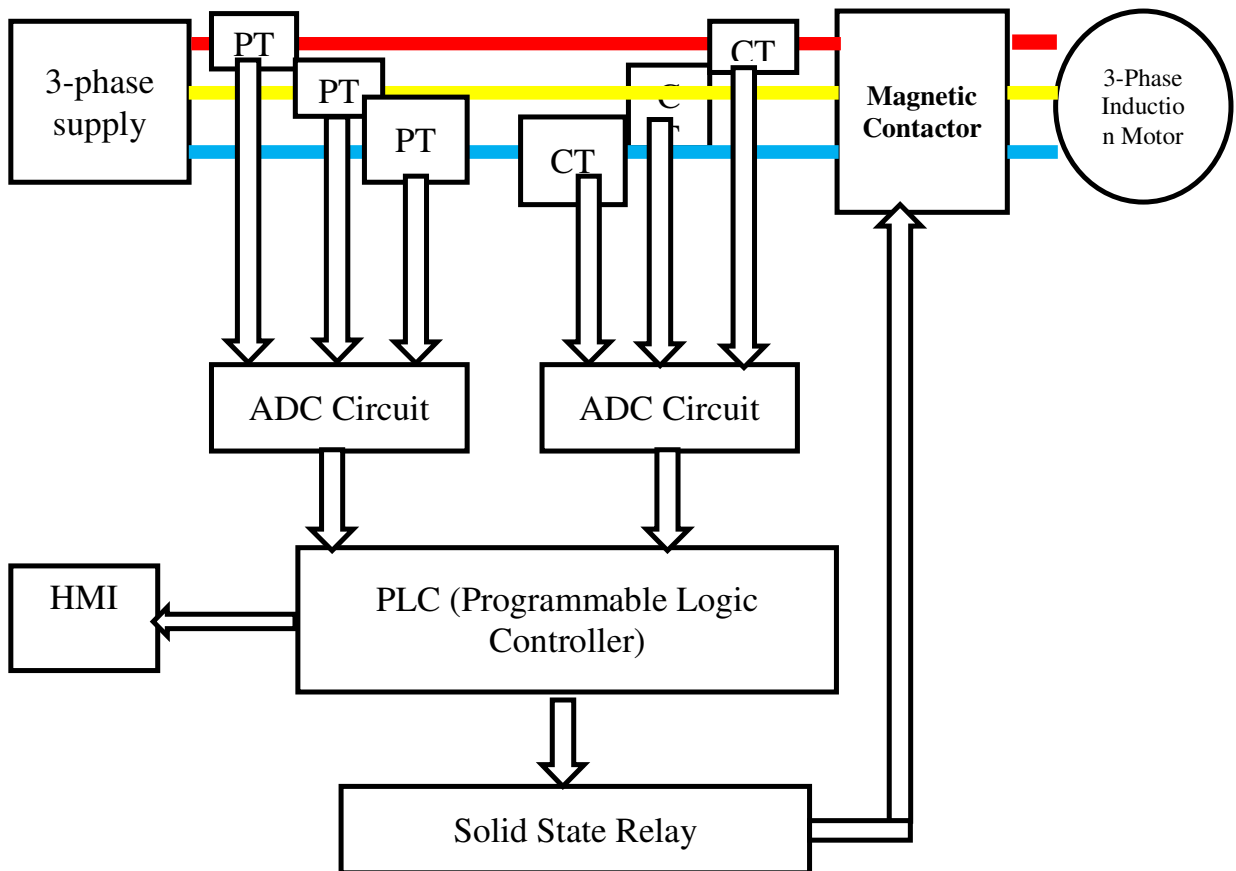 PT
CT
3-phase
supply
PT
C
Magnetic
Contactor
3-Phase
Inductio
n Motor
PT
CT
ADC Circuit
ADC Circuit
HMI
PLC (Programmable Logic
Controller)
Solid State Relay